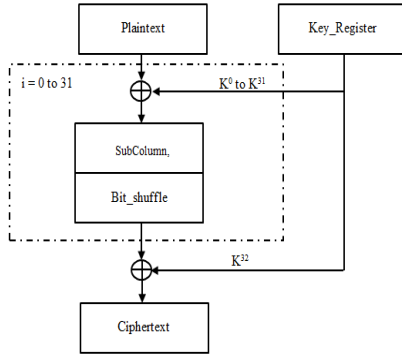 Plaintext
Key_Register
i = 0 to 31
K⁰ to K³¹
SubColumn,
Bit_shuffle
K³²
Ciphertext